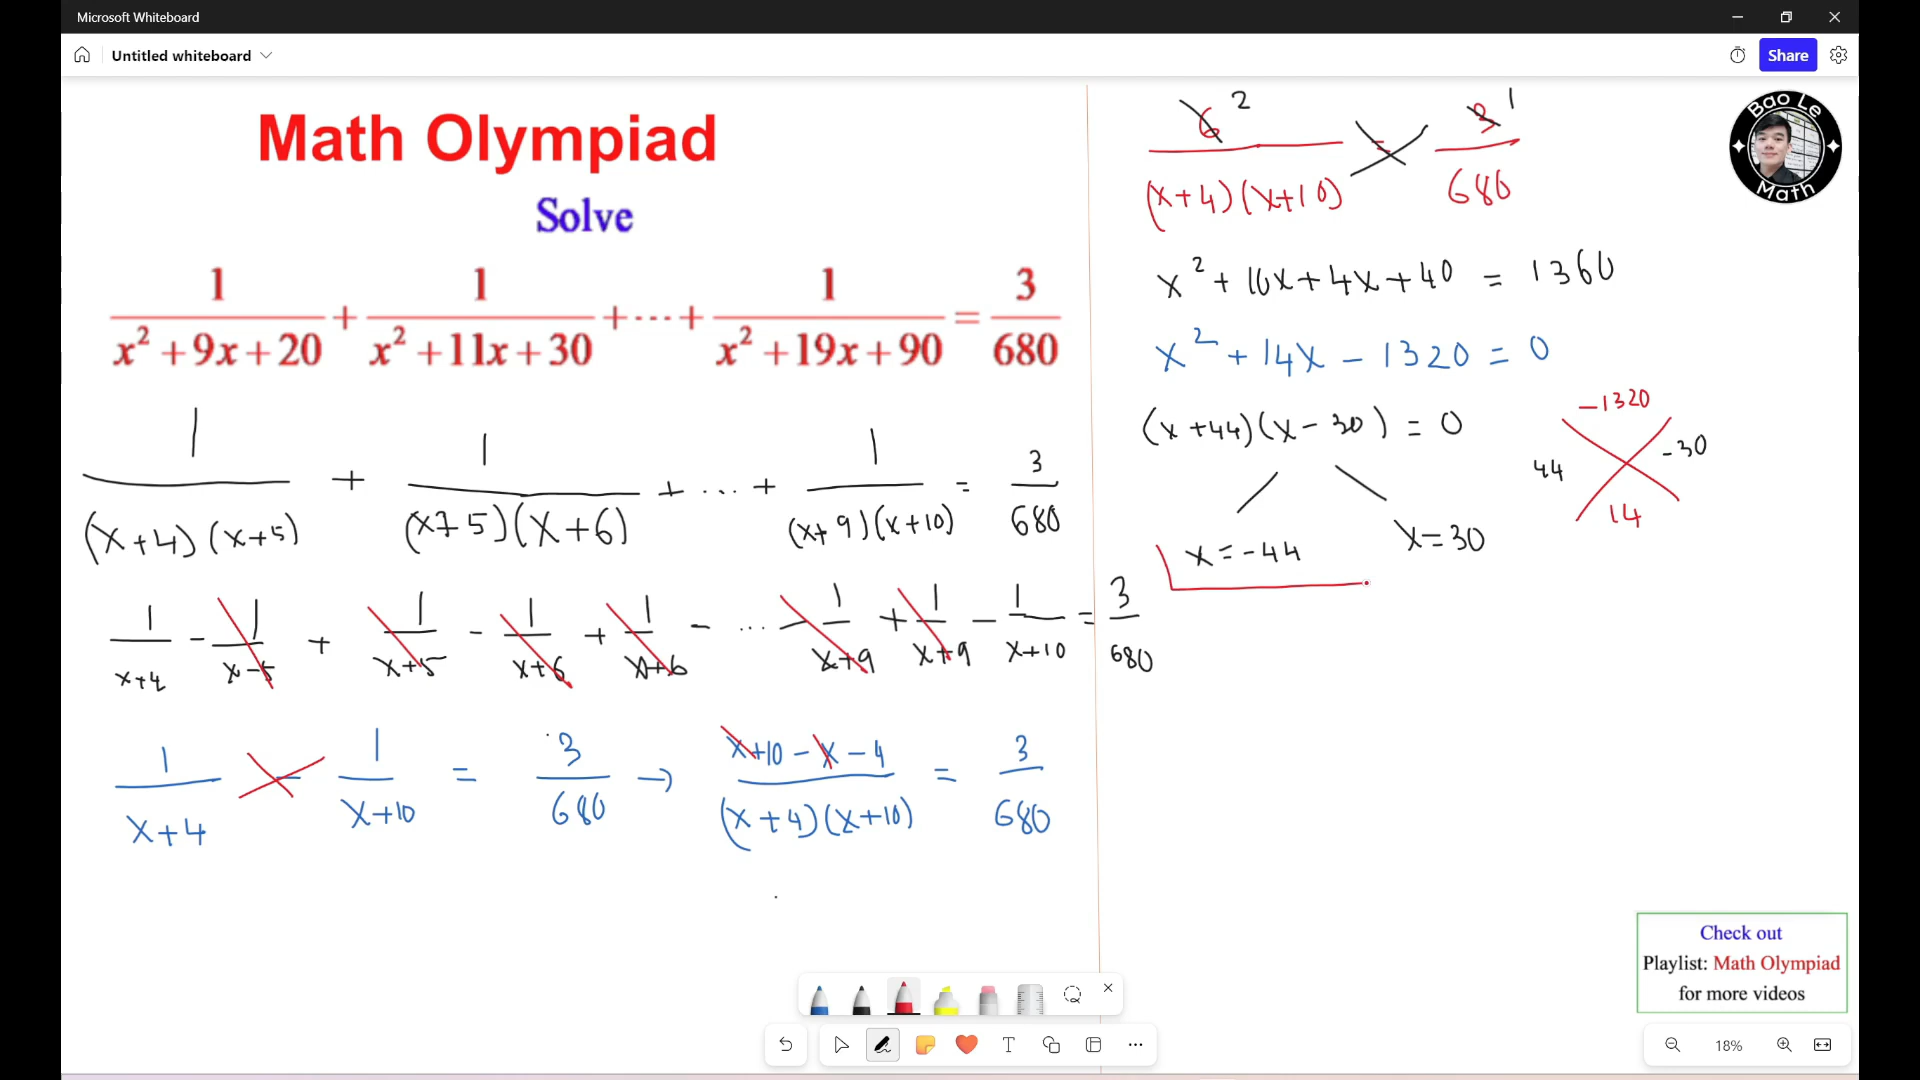 Microsoft Whiteboard
Untitled whiteboard
Share
Math Olympiad
Solve
1/(x² + 9x + 20) + 1/(x² + 11x + 30) + ··· + 1/(x² + 19x + 90) = 3/680
1/((x+4)(x+5)) + 1/((x+5)(x+6)) + ... + 1/((x+9)(x+10)) = 3/680
1/(x+4) - 1/(x+5) + 1/(x+5) - 1/(x+6) + 1/(x+6) - ... - 1/(x+9) + 1/(x+9) - 1/(x+10) = 3/680
1/(x+4) - 1/(x+10) = 3/680 → (x+10-x-4)/((x+4)(x+10)) = 3/680
2 1
6/((x+4)(x+10)) = 3/680
x² + 10x + 4x + 40 = 1360
x² + 14x - 1320 = 0
(x+44)(x-30) = 0
-1320
44 -30
14
x = -44 x = 30
Bao Le
Math
Check out
Playlist: Math Olympiad
for more videos
18%